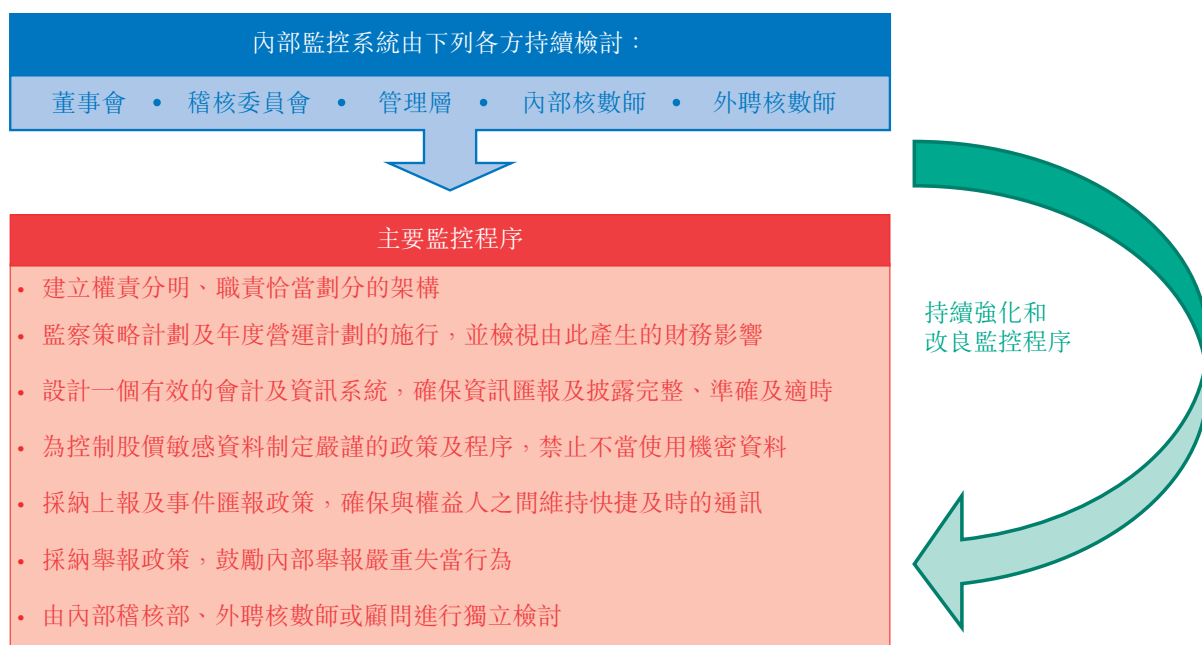 內部監控系統由下列各方持續檢討：
董事會 • 稽核委員會 • 管理層 • 內部核數師 • 外聘核數師
主要監控程序
• 建立權責分明、職責恰當劃分的架構
• 監察策略計劃及年度營運計劃的施行，並檢視由此產生的財務影響
• 設計一個有效的會計及資訊系統，確保資訊匯報及披露完整、準確及適時
• 為控制股價敏感資料制定嚴謹的政策及程序，禁止不當使用機密資料
• 採納上報及事件匯報政策，確保與權益人之間維持快捷及時的通訊
• 採納舉報政策，鼓勵內部舉報嚴重失當行為
• 由內部稽核部、外聘核數師或顧問進行獨立檢討
持續強化和
改良監控程序